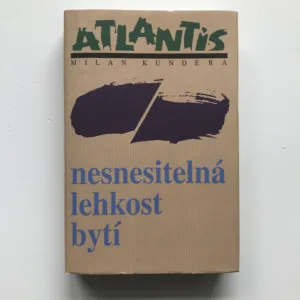 ATLANTIS
MILAN KUNDERA
nesnesitelná
lehkost
bytí